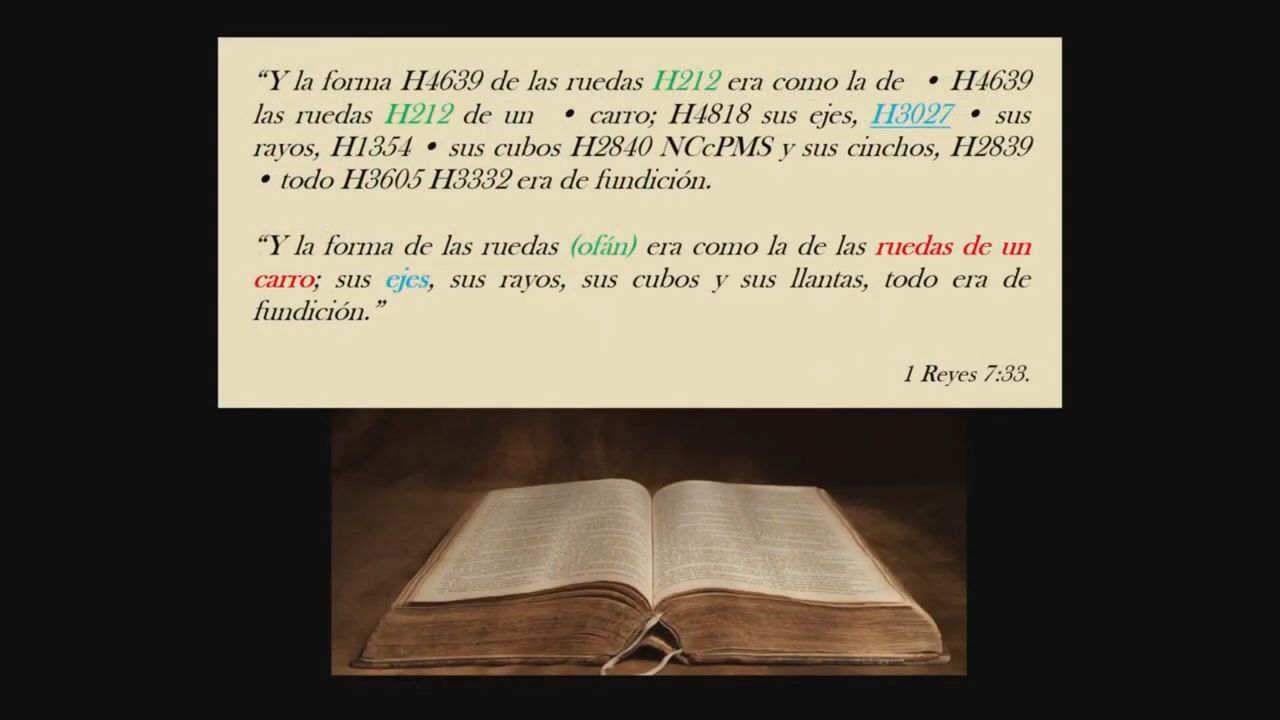 “Y la forma H4639 de las ruedas H212 era como la de • H4639
las ruedas H212 de un • carro; H4818 sus ejes, H3027 • sus
rayos, H1354 • sus cubos H2840 NCcPMS y sus cinchos, H2839
• todo H3605 H3332 era de fundición.
“Y la forma de las ruedas (ofán) era como la de las ruedas de un
carro; sus ejes, sus rayos, sus cubos y sus llantas, todo era de
fundición.”
1 Reyes 7:33.